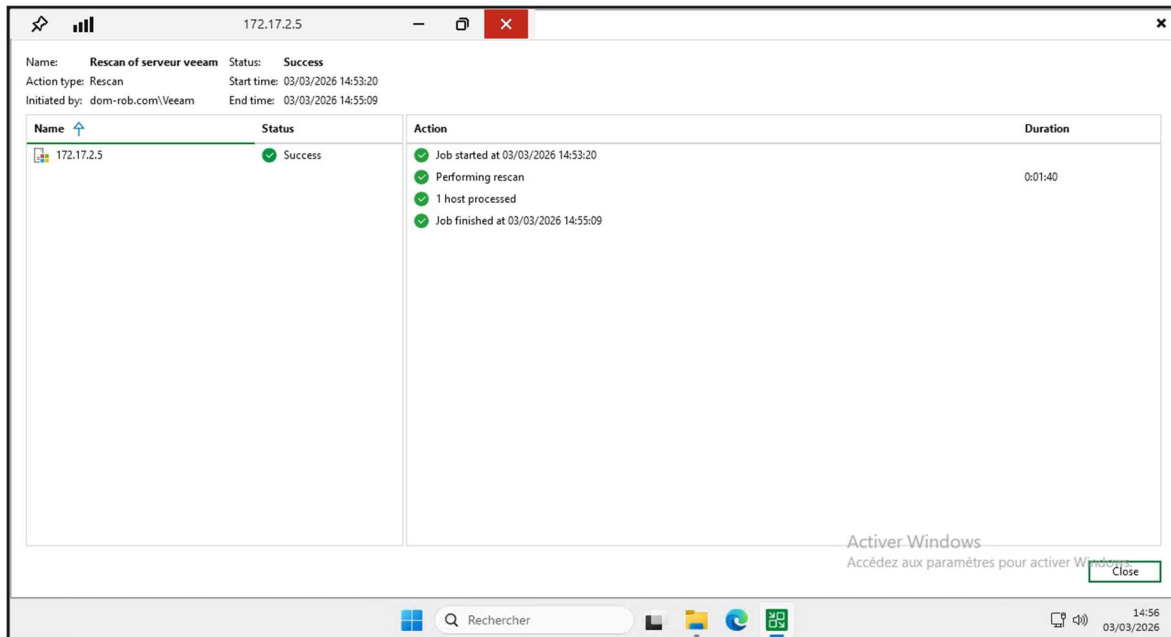 172.17.2.5
Name: Rescan of serveur veeam Status: Success
Action type: Rescan Start time: 03/03/2026 14:53:20
Initiated by: dom-rob.com\Veeam End time: 03/03/2026 14:55:09
Name Status Action Duration
172.17.2.5 Success Job started at 03/03/2026 14:53:20
Performing rescan 0:01:40
1 host processed
Job finished at 03/03/2026 14:55:09
Activer Windows
Accédez aux paramètres pour activer Windows.
Close
Rechercher 14:56
03/03/2026